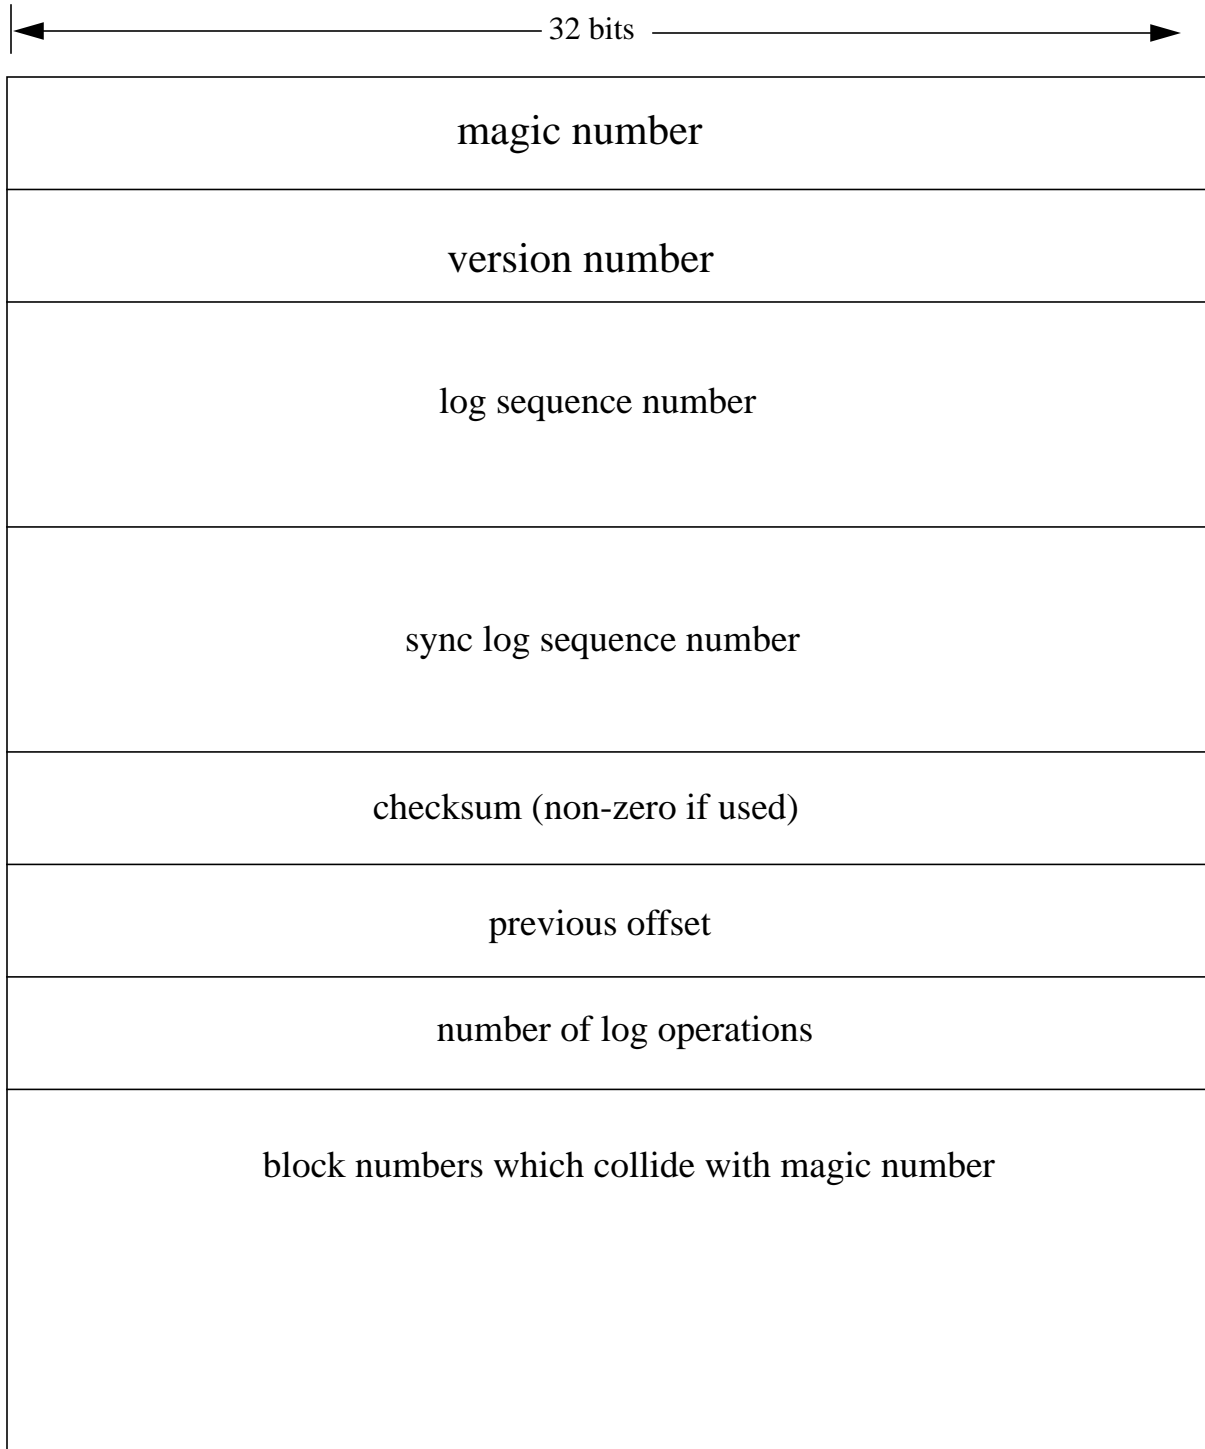 32 bits
magic number
version number
log sequence number
sync log sequence number
checksum (non-zero if used)
previous offset
number of log operations
block numbers which collide with magic number